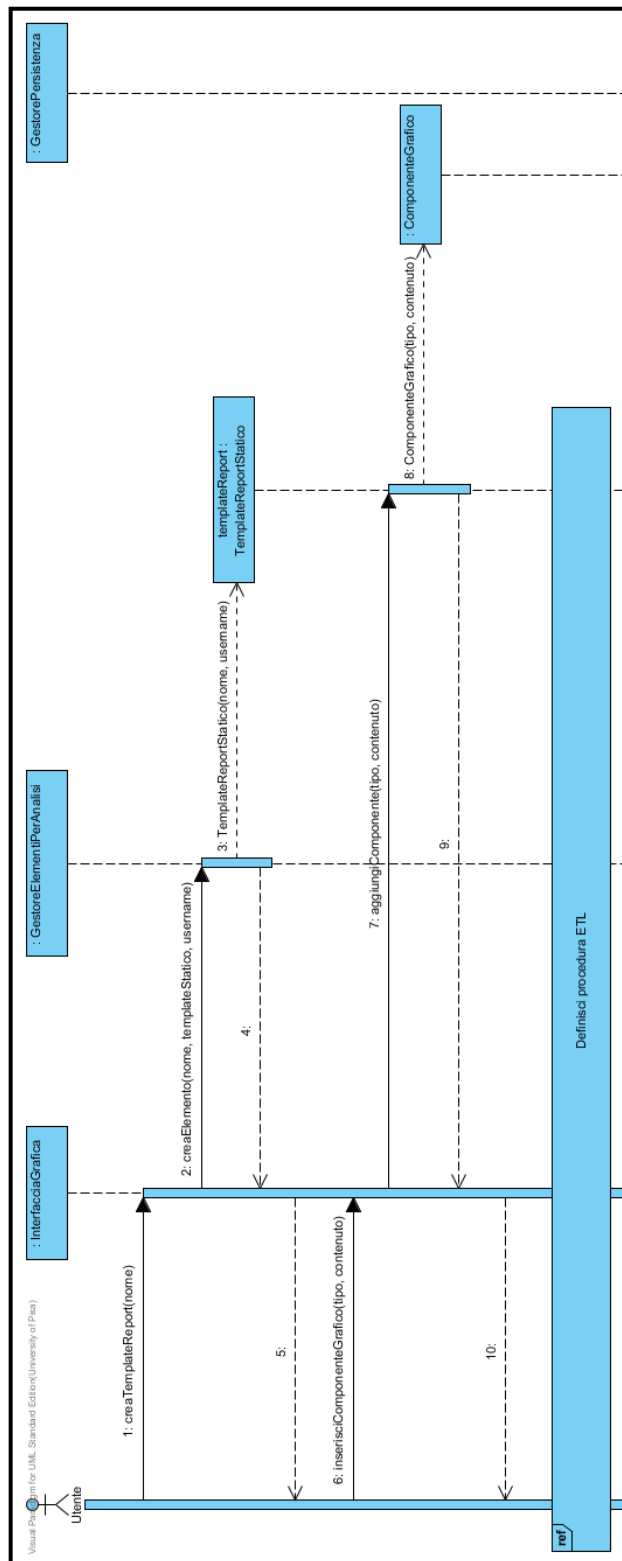 Visual Paradigm for UML Standard Edition(University of Pisa)
Utente
: InterfacciaGrafica
: GestoreElementiPerAnalisi
: GestorePersistenza
1: creaTemplateReport(nome)
2: creaElemento(nome, templateStatico, username)
3: TemplateReportStatico(nome, username)
templateReport :
TemplateReportStatico
4:
5:
6: inserisciComponenteGrafico(tipo, contenuto)
7: aggiungiComponente(tipo, contenuto)
8: ComponenteGrafico(tipo, contenuto)
: ComponenteGrafico
9:
10:
ref
Definisci procedura ETL